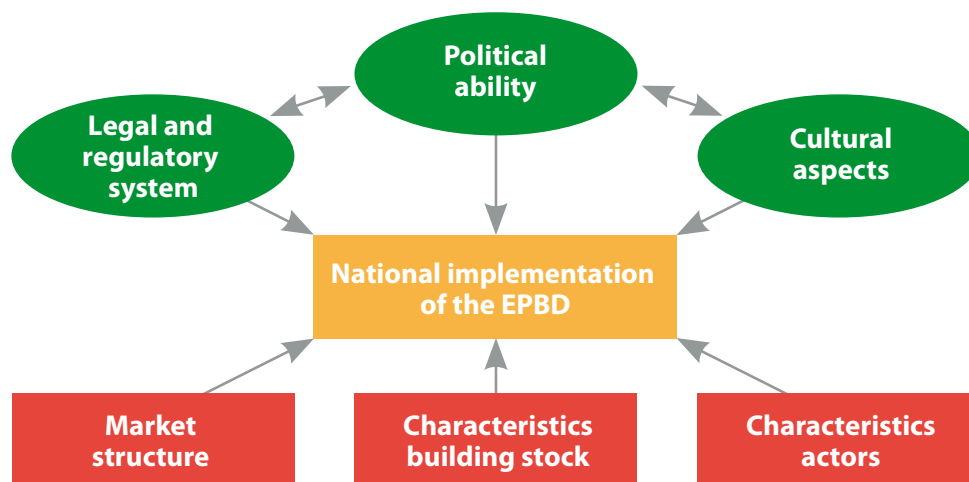 Political
ability
Legal and
regulatory
system
Cultural
aspects
National implementation
of the EPBD
Market
structure
Characteristics
building stock
Characteristics
actors